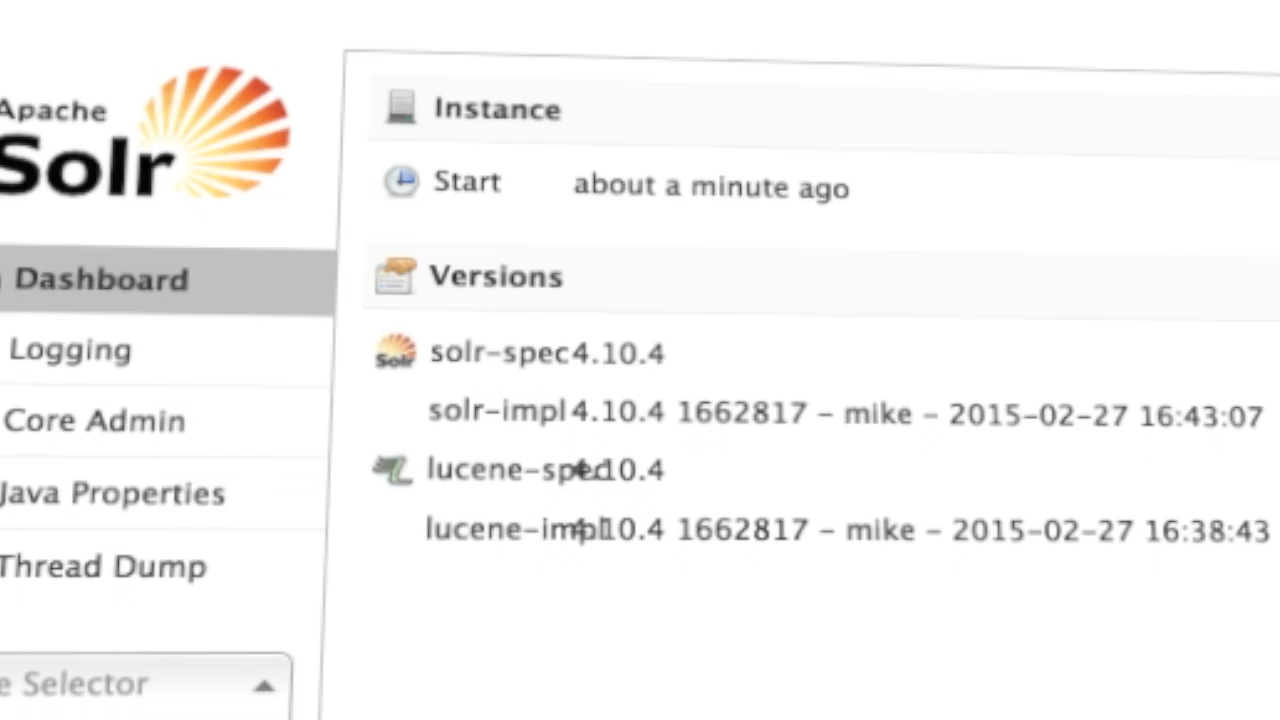 Apache
Solr
Dashboard
Logging
Core Admin
Java Properties
Thread Dump
e Selector
Instance
Start about a minute ago
Versions
Solr solr-spec 4.10.4
solr-impl 4.10.4 1662817 - mike - 2015-02-27 16:43:07
lucene-spec 4.10.4
lucene-impl 4.10.4 1662817 - mike - 2015-02-27 16:38:43